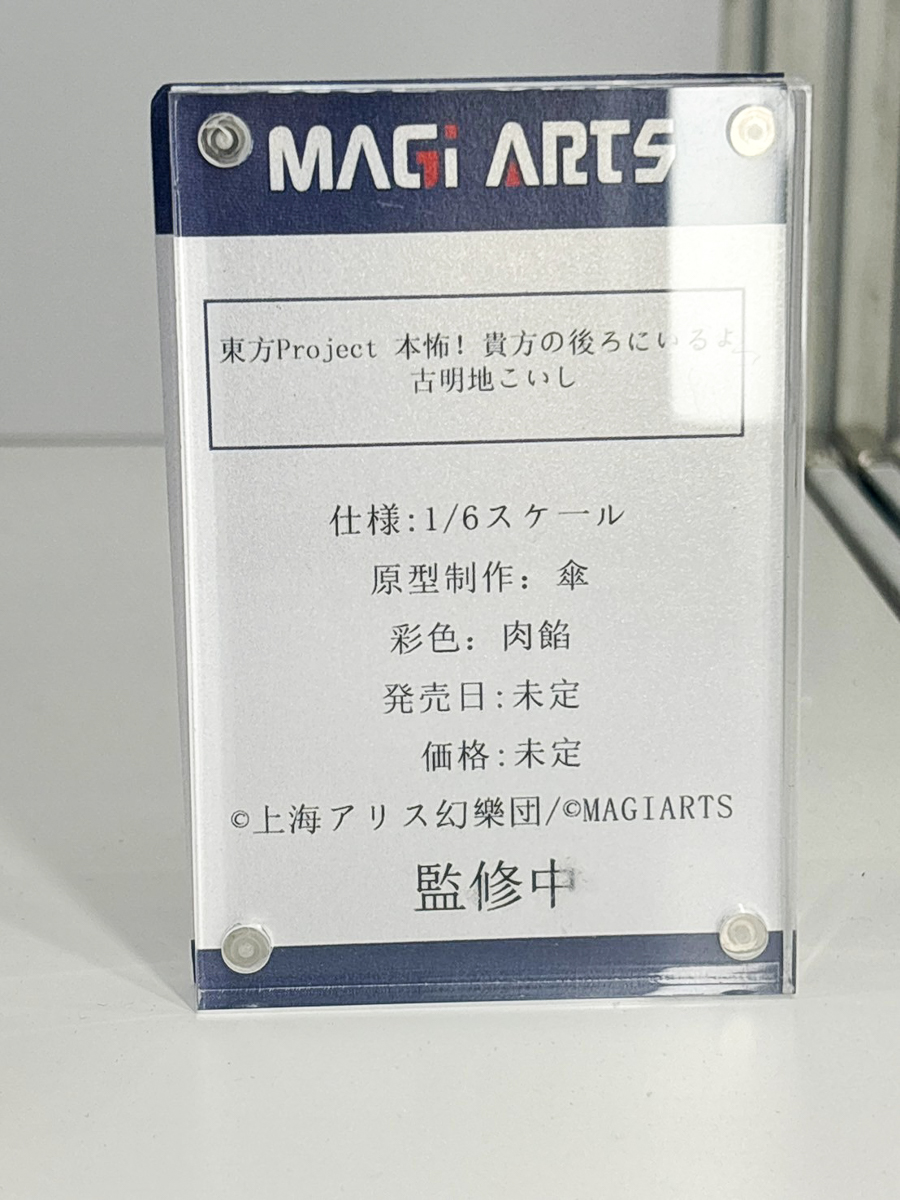 MAGi ARTS
東方Project 本怖! 貴方の後ろにいるよ
古明地こいし
仕様:1/6スケール
原型制作: 傘
彩色: 肉餡
発売日:未定
価格:未定
©上海アリス幻樂団/©MAGIARTS
監修中